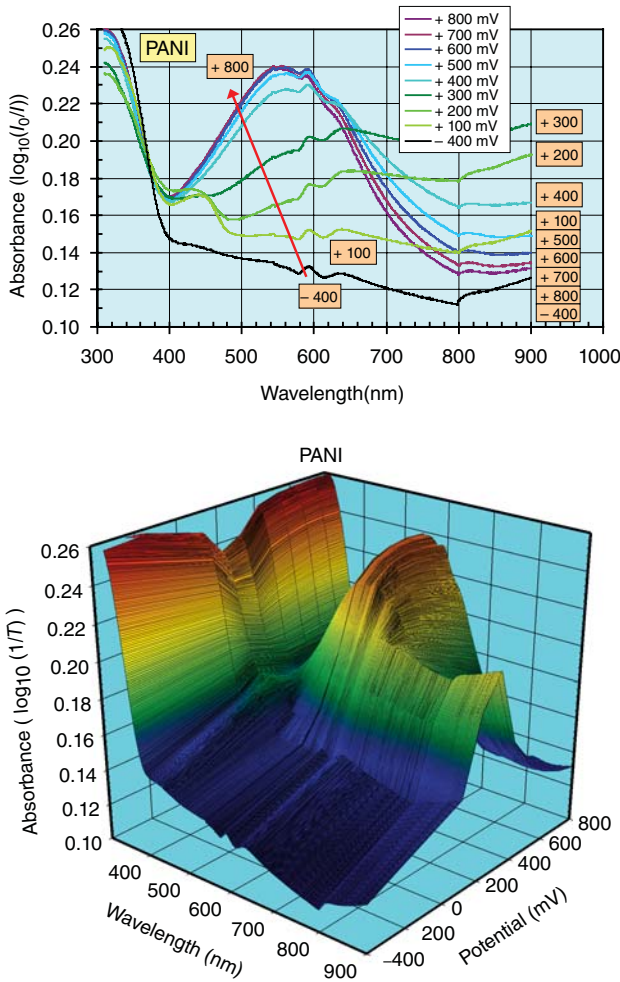 PANI
0.26
0.24
0.22
0.20
0.18
0.16
0.14
0.12
0.10
Absorbance (log10(I0/I))
300 400 500 600 700 800 900 1000
Wavelength(nm)
+ 800 mV
+ 700 mV
+ 600 mV
+ 500 mV
+ 400 mV
+ 300 mV
+ 200 mV
+ 100 mV
– 400 mV
+ 800
+ 100
– 400
+ 300
+ 200
+ 400
+ 100
+ 500
+ 600
+ 700
+ 800
– 400
PANI
0.26
0.24
0.22
0.20
0.18
0.16
0.14
0.12
0.10
Absorbance ( log10 (1/T) )
400 500 600 700 800 900
Wavelength (nm)
800
600
400
200
0
200
–400
Potential (mV)